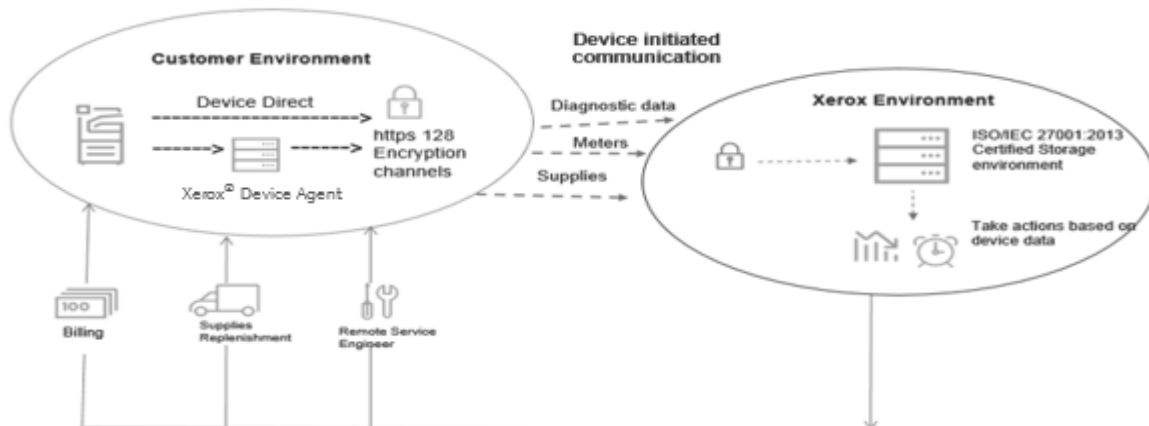 Customer Environment
Device Direct
https 128
Encryption
channels
Xerox® Device Agent
Device initiated
communication
Diagnostic data
Meters
Supplies
Xerox Environment
ISO/IEC 27001:2013
Certified Storage
environment
Take actions based on
device data
100
Billing
Supplies
Replenishment
Remote Service
Engineer